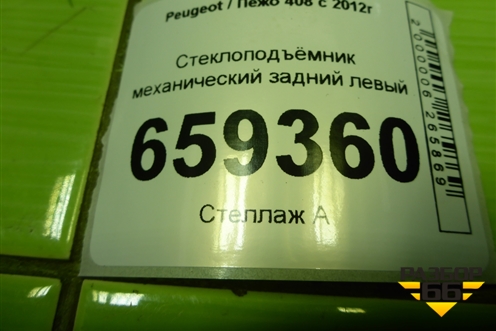 Peugeot / Пежо 408 с 2012г
Стеклоподъёмник
механический задний левый
659360
Стеллаж А
2000006265869
РАЗБОР
66